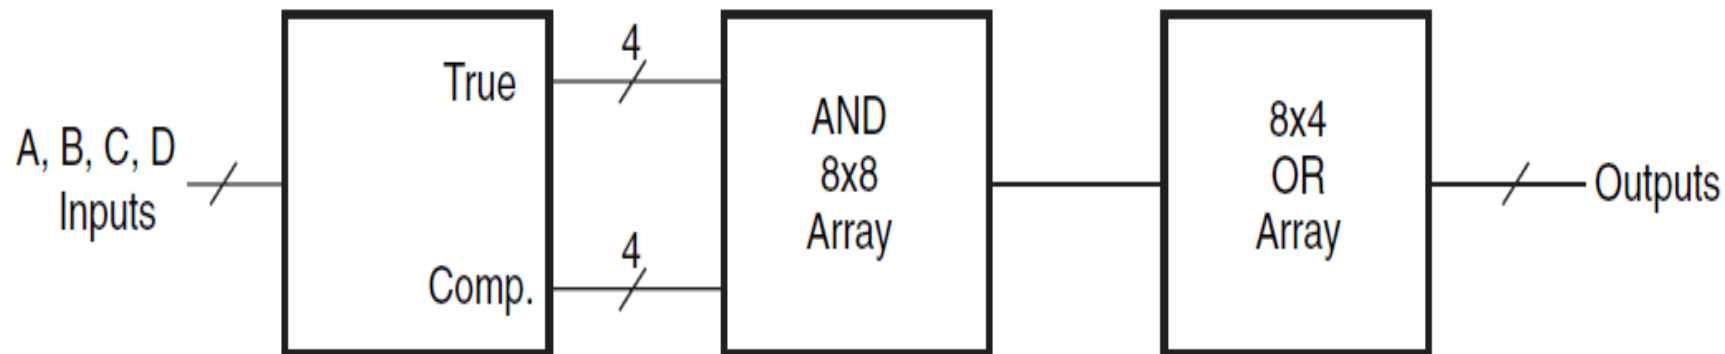 A, B, C, D
Inputs
True
Comp.
4
4
AND
8x8
Array
8x4
OR
Array
Outputs